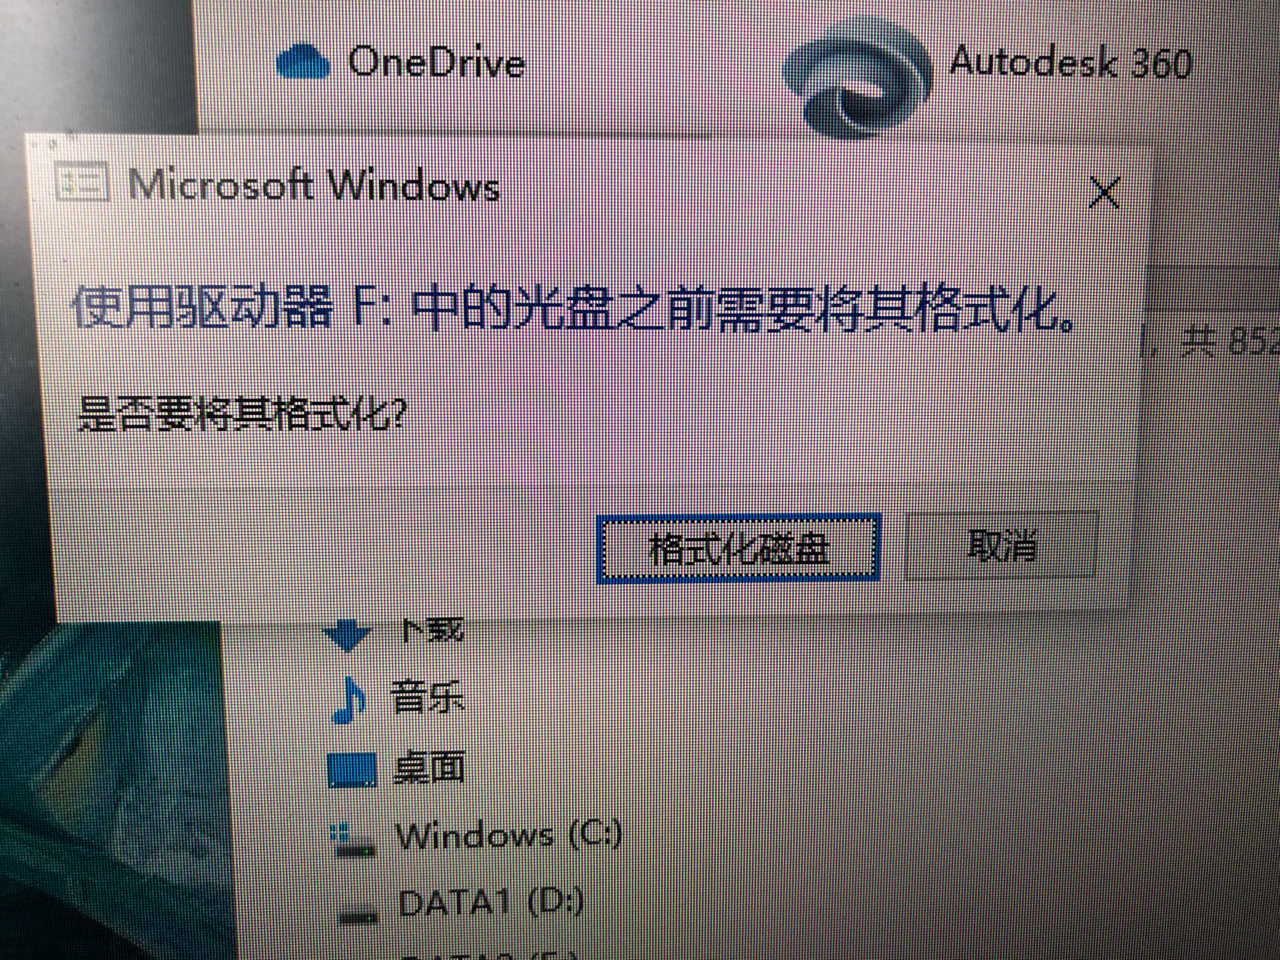 OneDrive
Autodesk 360
Microsoft Windows
使用驱动器 F: 中的光盘之前需要将其格式化。
共 852
是否要将其格式化?
格式化磁盘
取消
下载
音乐
桌面
Windows (C:)
DATA1 (D:)